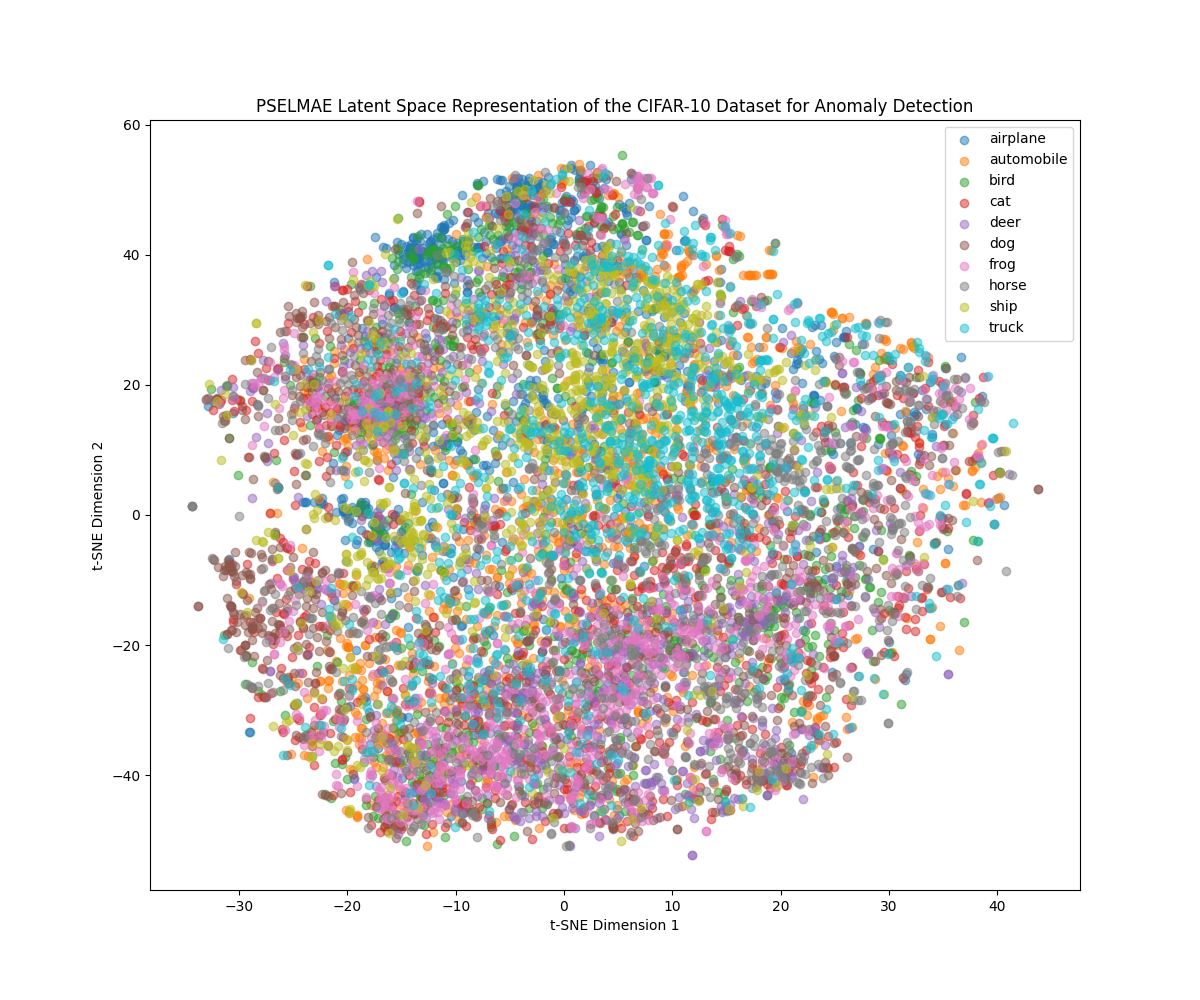 PSELMAE Latent Space Representation of the CIFAR-10 Dataset for Anomaly Detection
airplane
automobile
bird
cat
deer
dog
frog
horse
ship
truck
60
40
20
0
−20
−40
t-SNE Dimension 2
−30 −20 −10 0 10 20 30 40
t-SNE Dimension 1